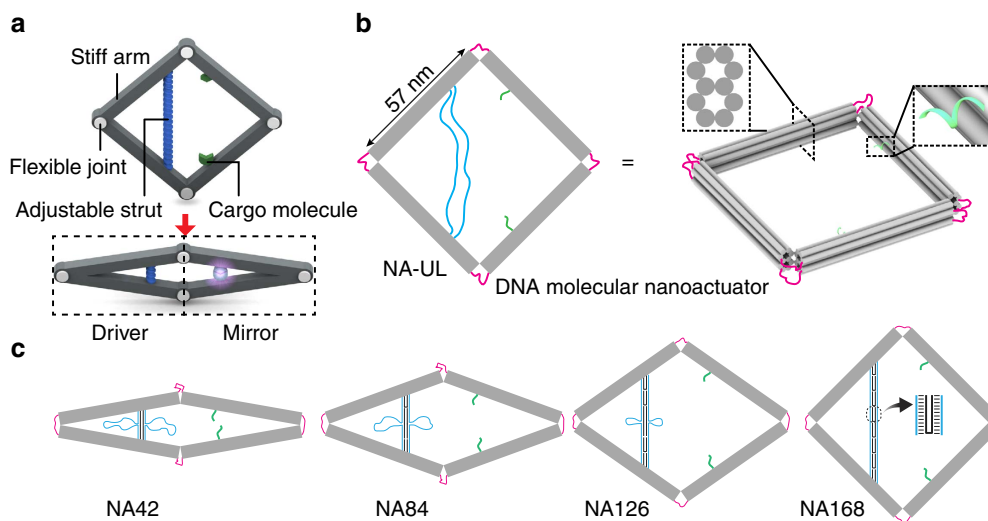 a
Stiff arm
Flexible joint
Adjustable strut
Cargo molecule
Driver
Mirror
b
57 nm
NA-UL
=
DNA molecular nanoactuator
c
NA42
NA84
NA126
NA168